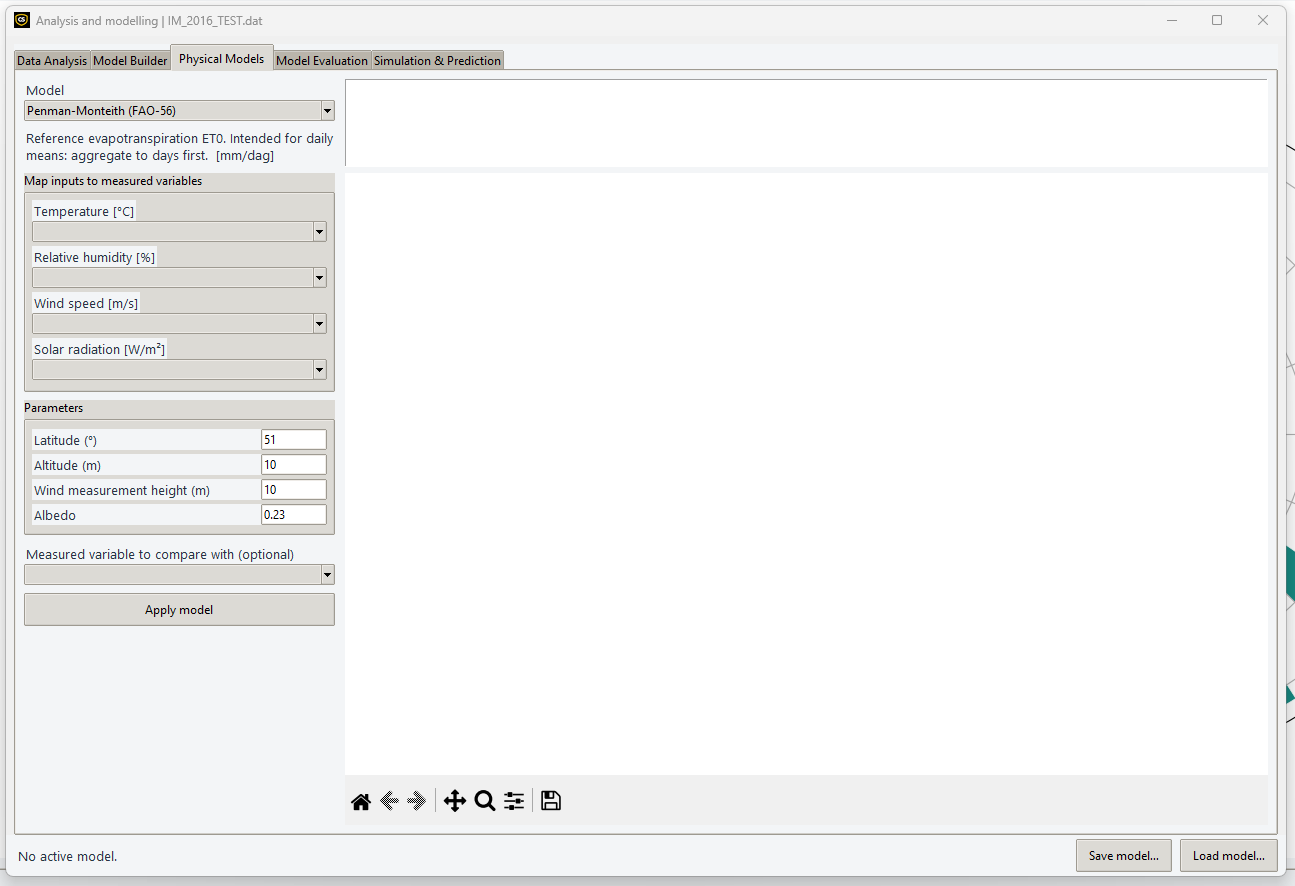 Analysis and modelling | IM_2016_TEST.dat
Data Analysis Model Builder Physical Models Model Evaluation Simulation & Prediction
Model
Penman-Monteith (FAO-56)
Reference evapotranspiration ET0. Intended for daily
means: aggregate to days first. [mm/dag]
Map inputs to measured variables
Temperature [°C]
Relative humidity [%]
Wind speed [m/s]
Solar radiation [W/m²]
Parameters
Latitude (°) 51
Altitude (m) 10
Wind measurement height (m) 10
Albedo 0.23
Measured variable to compare with (optional)
Apply model
No active model.
Save model... Load model...